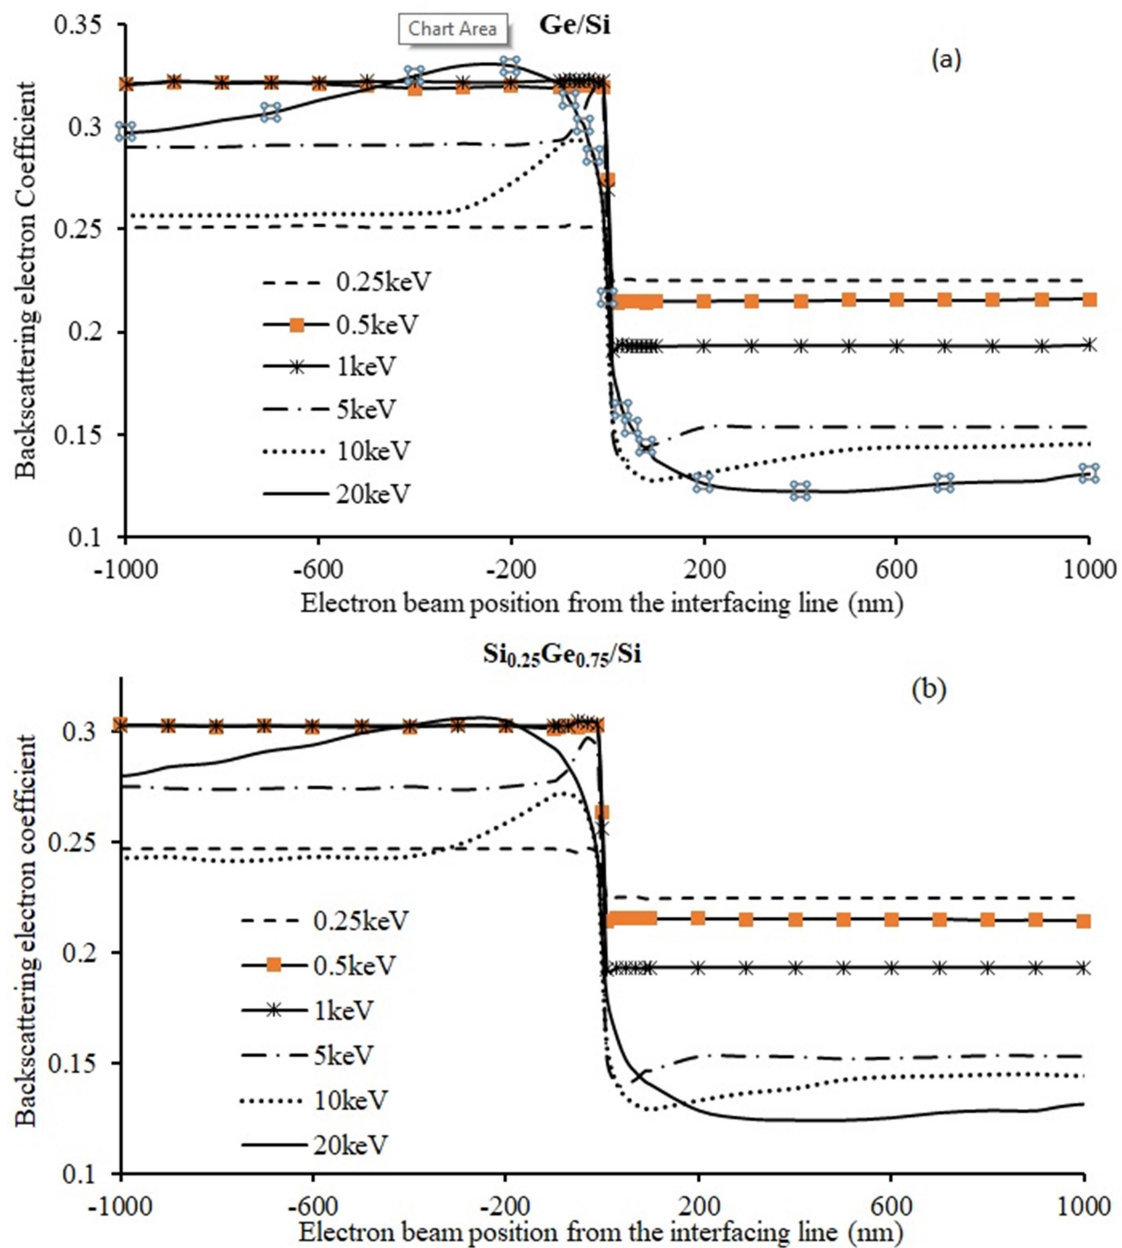 Ge/Si
Chart Area
(a)
Backscattering electron Coefficient
0.35
0.3
0.25
0.2
0.15
0.1
0.25keV
0.5keV
1keV
5keV
10keV
20keV
-1000 -600 -200 200 600 1000
Electron beam position from the interfacing line (nm)
Si0.25Ge0.75/Si
(b)
Backscattering electron coefficient
0.3
0.25
0.2
0.15
0.1
0.25keV
0.5keV
1keV
5keV
10keV
20keV
-1000 -600 -200 200 600 1000
Electron beam position from the interfacing line (nm)